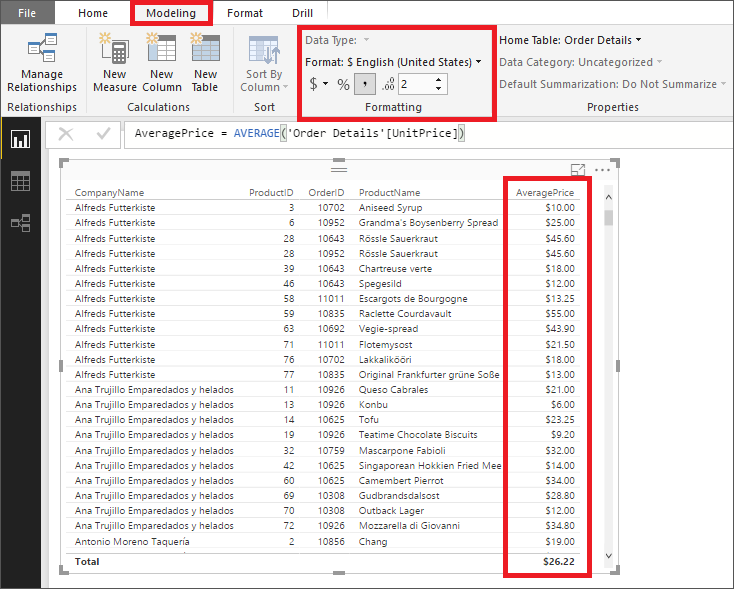 File Home Modeling Format Drill
Manage Relationships
New Measure
New Column
New Table
Sort By Column
Data Type:
Format: $ English (United States)
$ % , .00 2
Home Table: Order Details
Data Category: Uncategorized
Default Summarization: Do Not Summarize
Relationships Calculations Sort Formatting Properties
AveragePrice = AVERAGE('Order Details'[UnitPrice])
CompanyName ProductID OrderID ProductName AveragePrice
Alfreds Futterkiste 3 10702 Aniseed Syrup $10.00
Alfreds Futterkiste 6 10952 Grandma's Boysenberry Spread $25.00
Alfreds Futterkiste 28 10643 Rössle Sauerkraut $45.60
Alfreds Futterkiste 28 10952 Rössle Sauerkraut $45.60
Alfreds Futterkiste 39 10643 Chartreuse verte $18.00
Alfreds Futterkiste 46 10643 Spegesild $12.00
Alfreds Futterkiste 58 11011 Escargots de Bourgogne $13.25
Alfreds Futterkiste 59 10835 Raclette Courdavault $55.00
Alfreds Futterkiste 63 10692 Vegie-spread $43.90
Alfreds Futterkiste 71 11011 Flotemysost $21.50
Alfreds Futterkiste 76 10702 Lakkalikööri $18.00
Alfreds Futterkiste 77 10835 Original Frankfurter grüne Soße $13.00
Ana Trujillo Emparedados y helados 11 10926 Queso Cabrales $21.00
Ana Trujillo Emparedados y helados 13 10926 Konbu $6.00
Ana Trujillo Emparedados y helados 14 10625 Tofu $23.25
Ana Trujillo Emparedados y helados 19 10926 Teatime Chocolate Biscuits $9.20
Ana Trujillo Emparedados y helados 32 10759 Mascarpone Fabioli $32.00
Ana Trujillo Emparedados y helados 42 10625 Singaporean Hokkien Fried Mee $14.00
Ana Trujillo Emparedados y helados 60 10625 Camembert Pierrot $34.00
Ana Trujillo Emparedados y helados 69 10308 Gudbrandsdalsost $28.80
Ana Trujillo Emparedados y helados 70 10308 Outback Lager $12.00
Ana Trujillo Emparedados y helados 72 10926 Mozzarella di Giovanni $34.80
Antonio Moreno Taquería 2 10856 Chang $19.00
Total $26.22